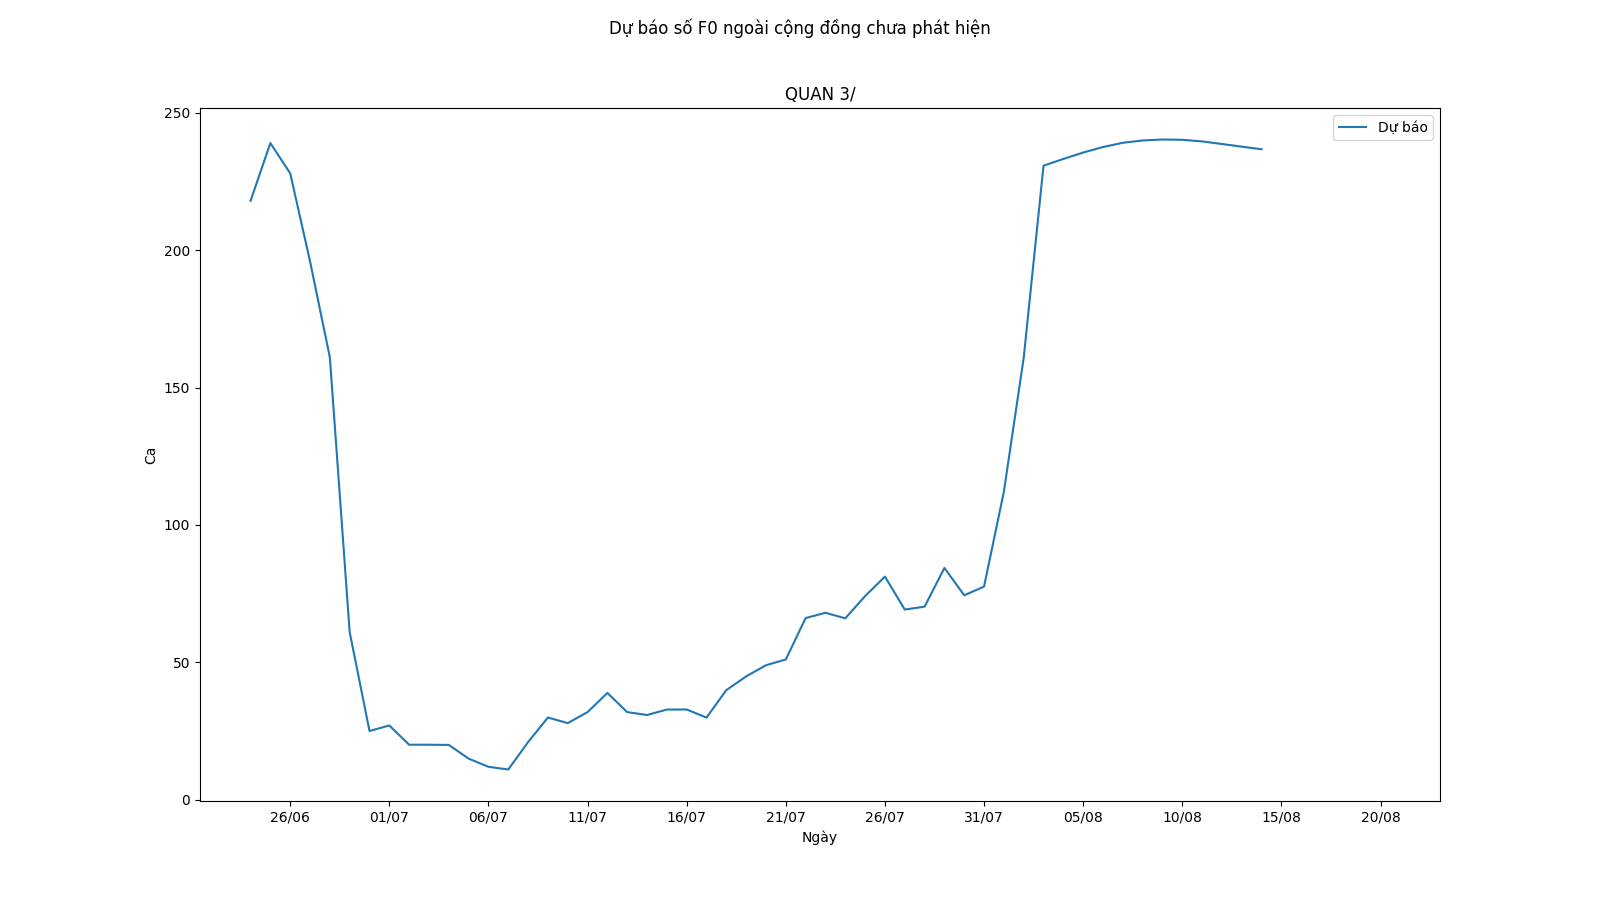 Dự báo số F0 ngoài cộng đồng chưa phát hiện
QUAN 3/
Dự báo
250
200
150
100
50
0
Ca
26/06 01/07 06/07 11/07 16/07 21/07 26/07 31/07 05/08 10/08 15/08 20/08
Ngày